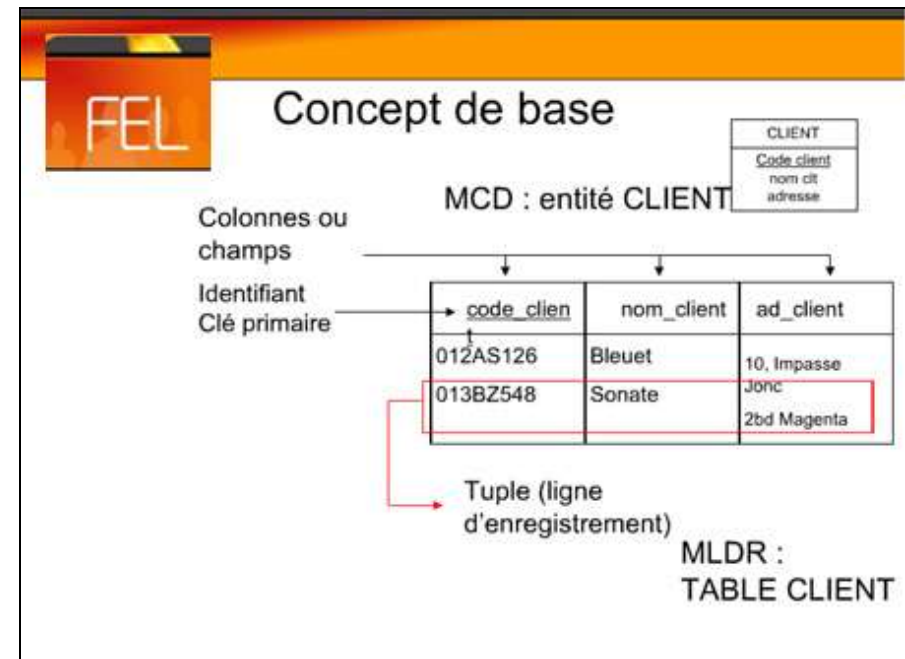 FEL
Concept de base
CLIENT
Code client
nom clt
adresse
MCD : entité CLIENT
Colonnes ou
champs
Identifiant
Clé primaire
code_clien
t
nom_client
ad_client
012AS126
Bleuet
10, Impasse
Jonc
013BZ548
Sonate
2bd Magenta
Tuple (ligne
d'enregistrement)
MLDR :
TABLE CLIENT